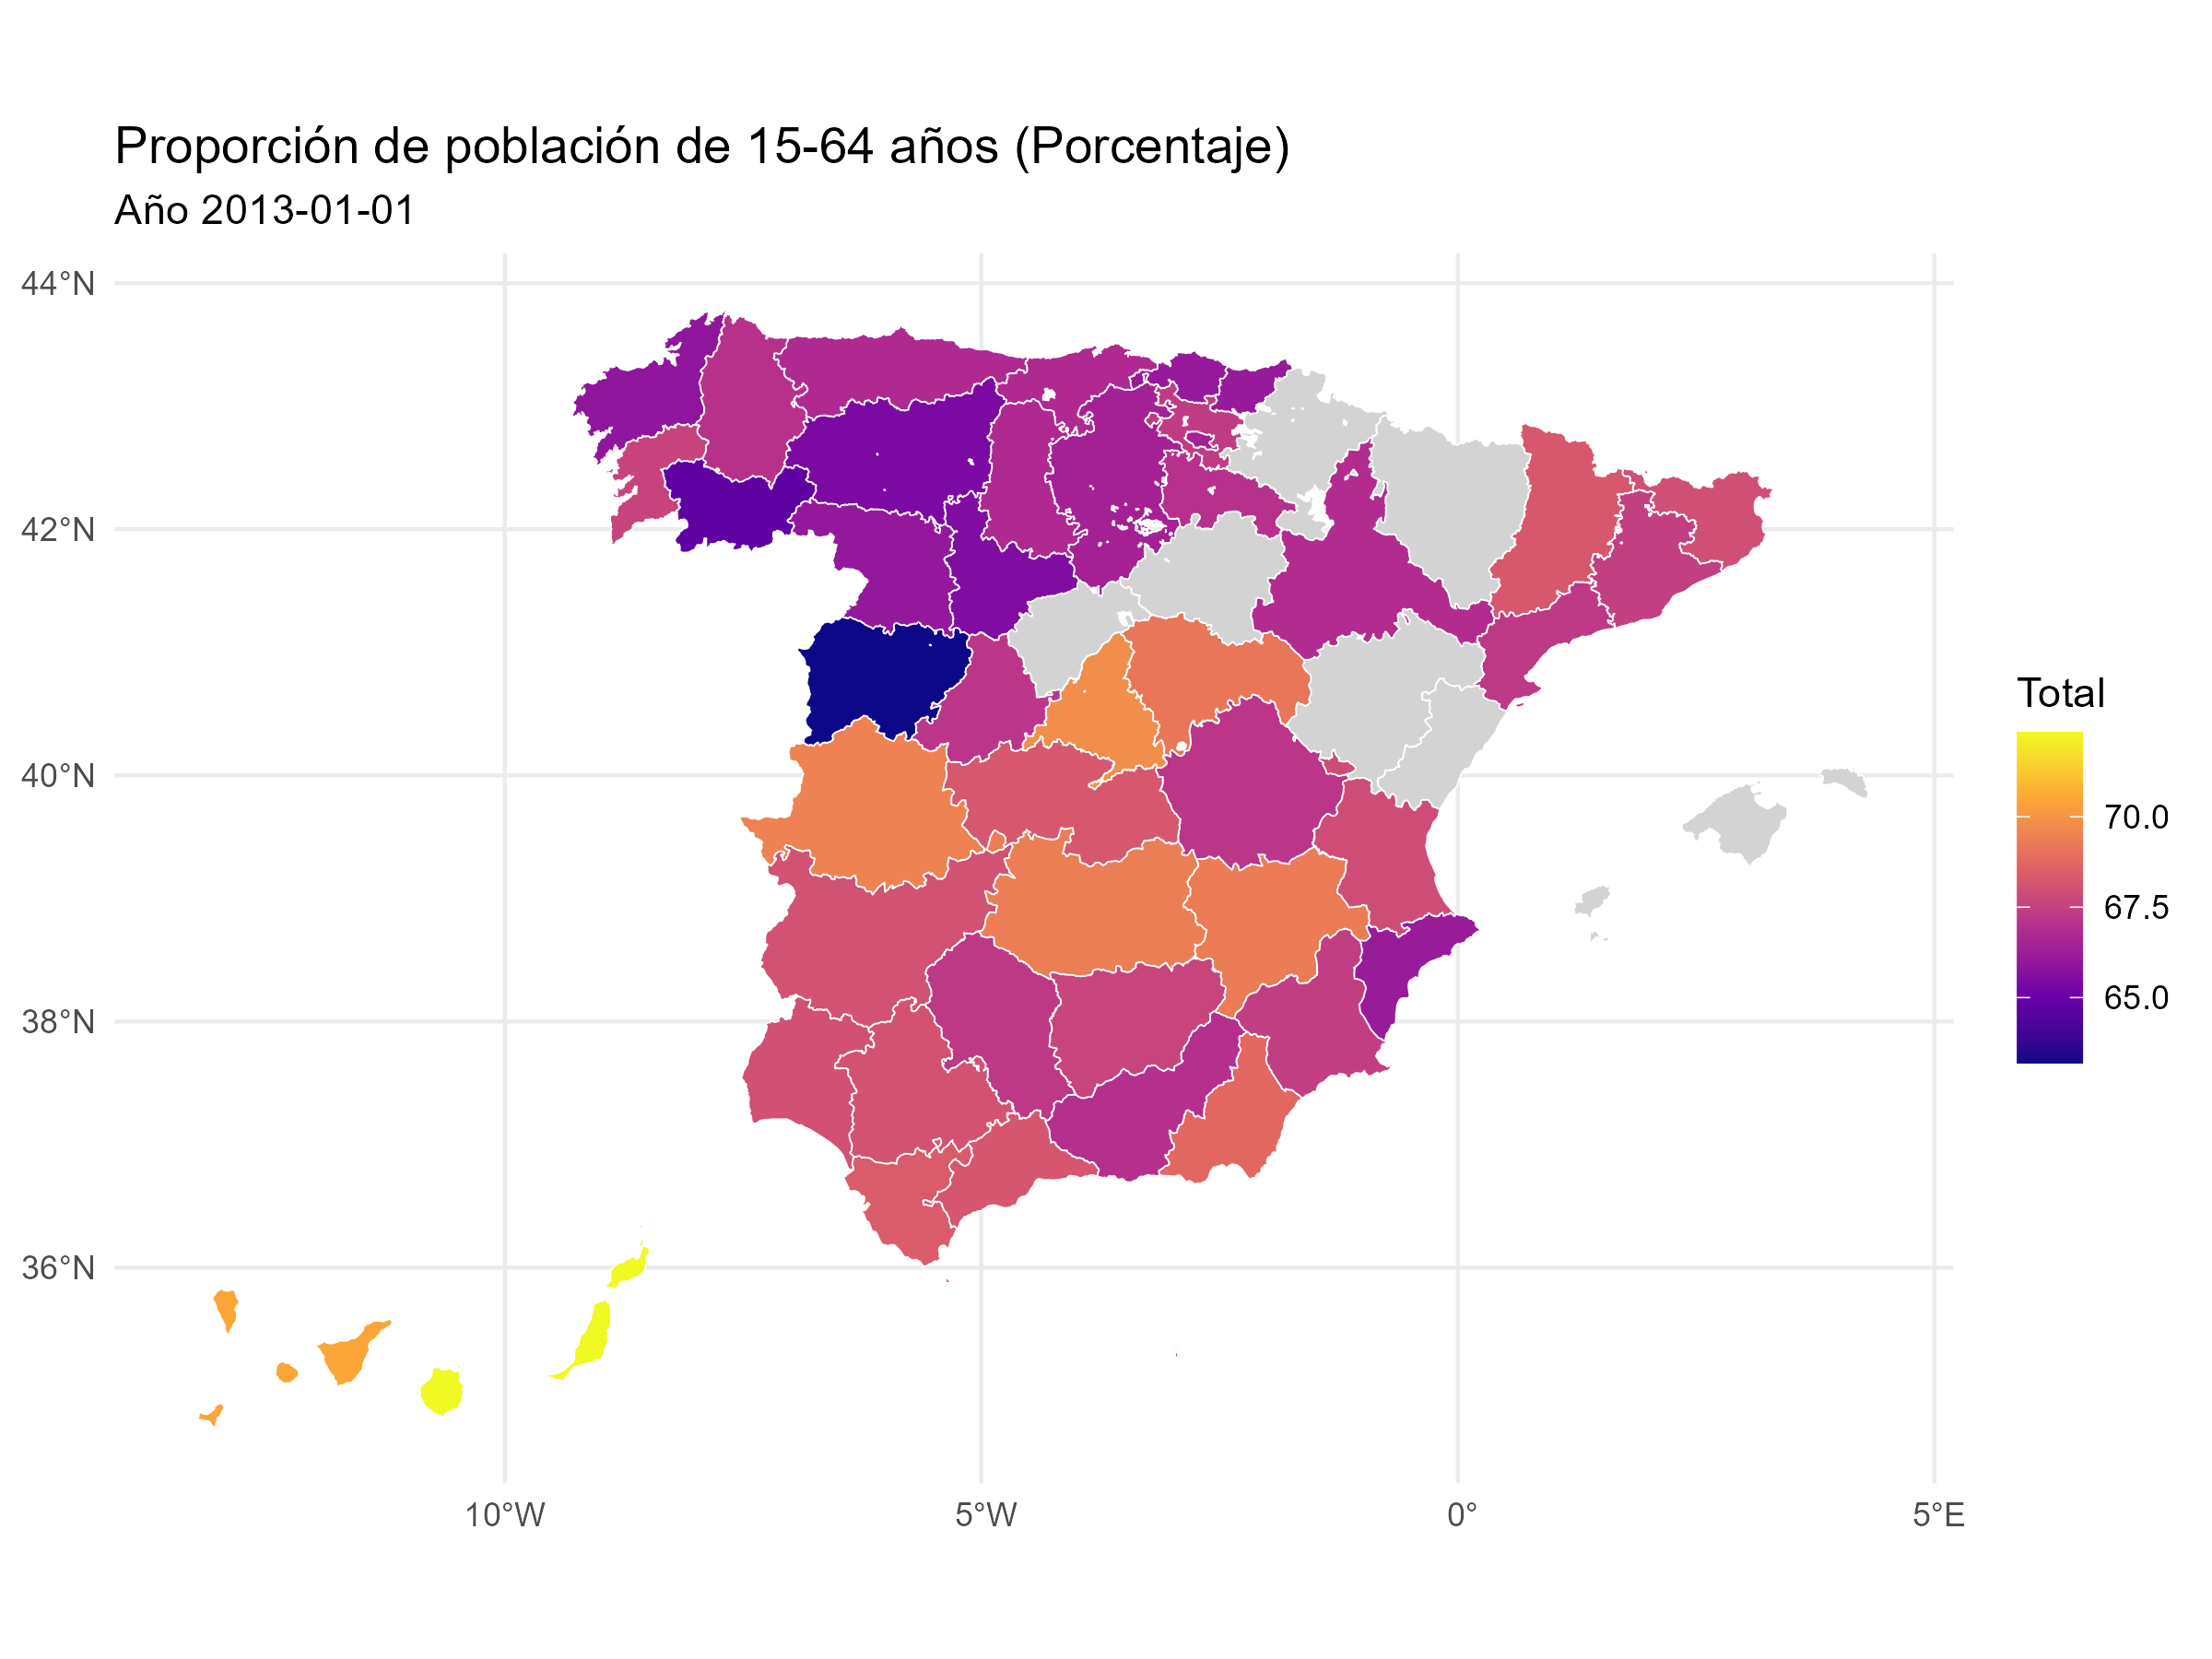 Proporción de población de 15-64 años (Porcentaje)
Año 2013-01-01
44°N
42°N
40°N
38°N
36°N
10°W
5°W
0°
5°E
Total
70.0
67.5
65.0